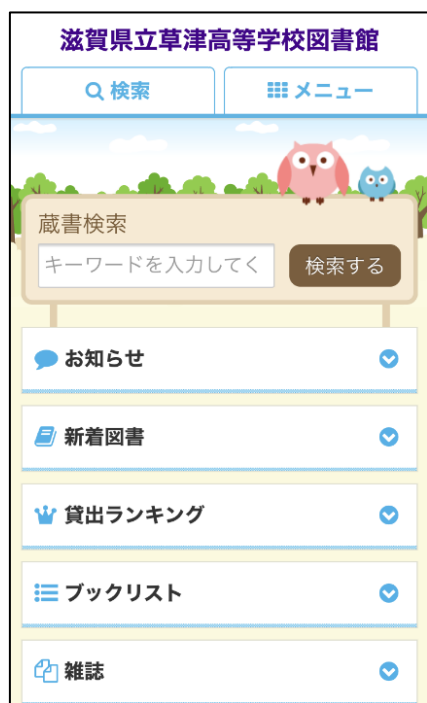 滋賀県立草津高等学校図書館
検索
メニュー
蔵書検索
キーワードを入力してく
検索する
お知らせ
新着図書
貸出ランキング
ブックリスト
雑誌